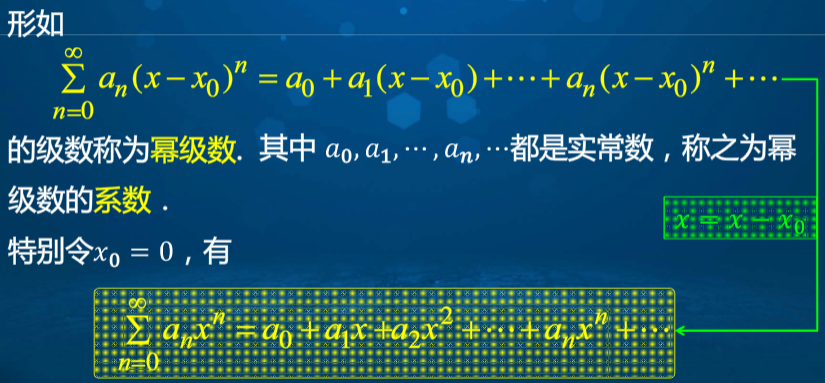 形如
$\sum_{n=0}^{\infty} a_n(x-x_0)^n = a_0 + a_1(x-x_0) + \cdots + a_n(x-x_0)^n + \cdots$
的级数称为幂级数. 其中 $a_0, a_1, \cdots, a_n, \cdots$都是实常数，称之为幂
级数的系数．
$x = x - x_0$
特别令$x_0 = 0$，有
$\sum_{n=0}^{\infty} a_n x^n = a_0 + a_1 x + a_2 x^2 + \cdots + a_n x^n + \cdots$